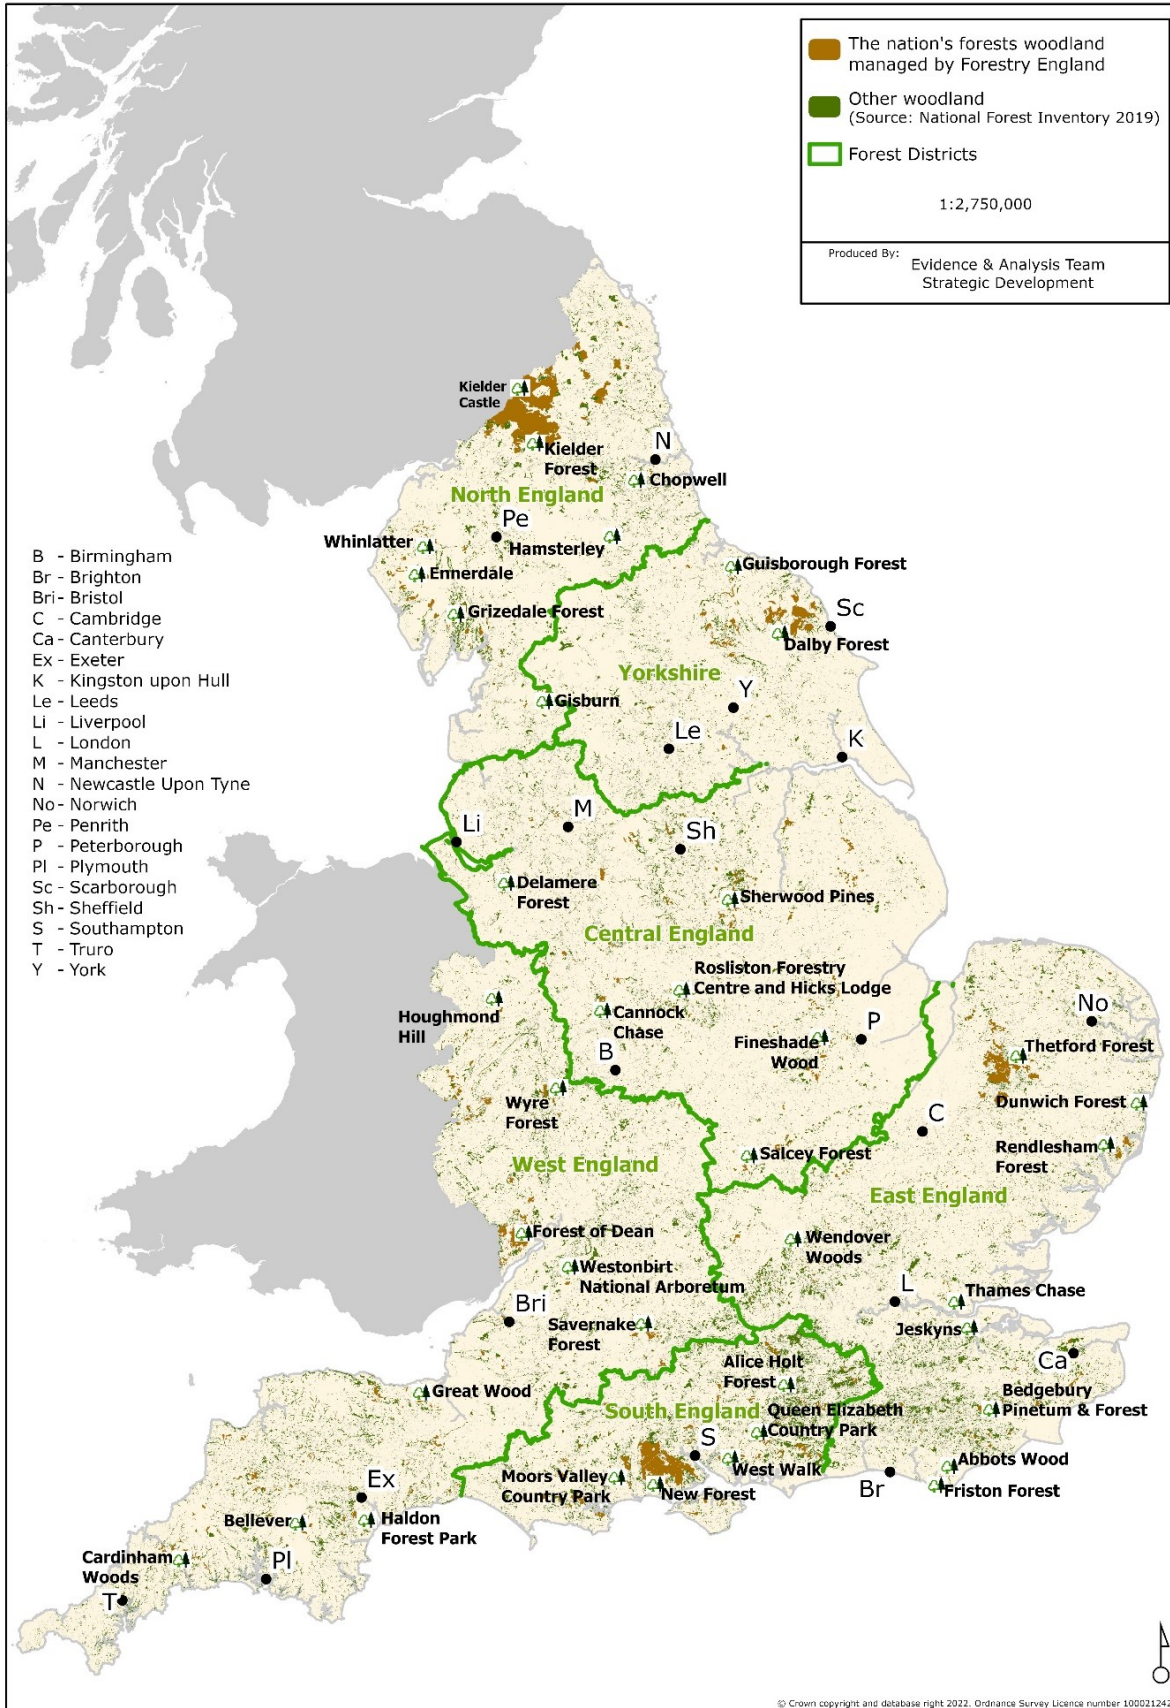 The nation's forests woodland
managed by Forestry England
Other woodland
(Source: National Forest Inventory 2019)
Forest Districts
1:2,750,000
Produced By:
Evidence & Analysis Team
Strategic Development
Kielder
Castle
Kielder
Forest
N
Chopwell
North England
Pe
Whinlatter
Hamsterley
Ennerdale
Guisborough Forest
Grizedale Forest
Sc
Dalby Forest
Yorkshire
Y
Gisburn
Le
K
B - Birmingham
Br - Brighton
Bri- Bristol
C - Cambridge
Ca - Canterbury
Ex - Exeter
K - Kingston upon Hull
Le - Leeds
Li - Liverpool
L - London
M - Manchester
N - Newcastle Upon Tyne
No- Norwich
Pe - Penrith
P - Peterborough
Pl - Plymouth
Sc - Scarborough
Sh - Sheffield
S - Southampton
T - Truro
Y - York
Li
M
Sh
Delamere
Forest
Sherwood Pines
Central England
Rosliston Forestry
Centre and Hicks Lodge
Houghmond
Hill
Cannock
Chase
B
Fineshade
Wood
P
No
Thetford Forest
Wyre
Forest
Dunwich Forest
C
Rendlesham
Forest
West England
Salcey Forest
East England
Forest of Dean
Wendover
Woods
Westonbirt
National Arboretum
L
Thames Chase
Bri
Savernake
Forest
Jeskyns
Ca
Alice Holt
Forest
Great Wood
Bedgebury
Pinetum & Forest
South England
Queen Elizabeth
Country Park
S
West Walk
Moors Valley
Country Park
New Forest
Abbots Wood
Br
Friston Forest
Ex
Bellever
Haldon
Forest Park
Cardinham
Woods
Pl
T
© Crown copyright and database right 2022. Ordnance Survey Licence number 100021242